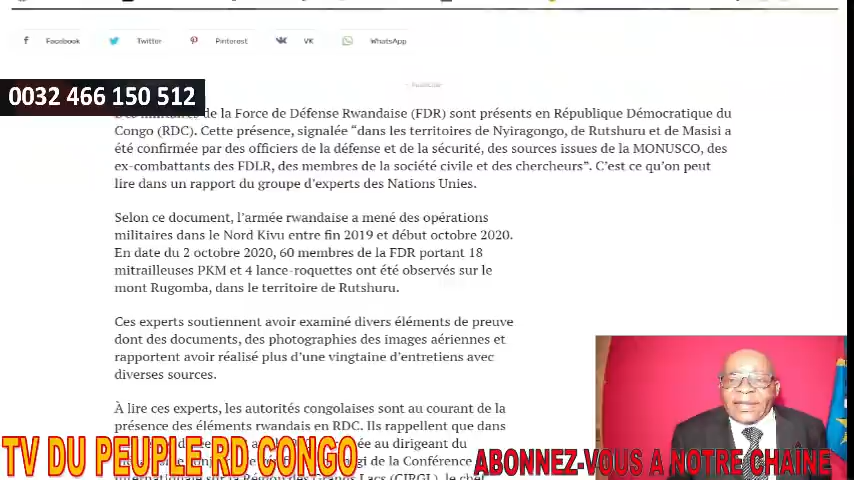 Facebook
Twitter
Pinterest
VK
WhatsApp
0032 466 150 512
de la Force de Défense Rwandaise (FDR) sont présents en République Démocratique du
Congo (RDC). Cette présence, signalée “dans les territoires de Nyiragongo, de Rutshuru et de Masisi a
été confirmée par des officiers de la défense et de la sécurité, des sources issues de la MONUSCO, des
ex-combattants des FDLR, des membres de la société civile et des chercheurs”. C’est ce qu’on peut
lire dans un rapport du groupe d’experts des Nations Unies.
Selon ce document, l’armée rwandaise a mené des opérations
militaires dans le Nord Kivu entre fin 2019 et début octobre 2020.
En date du 2 octobre 2020, 60 membres de la FDR portant 18
mitrailleuses PKM et 4 lance-roquettes ont été observés sur le
mont Rugomba, dans le territoire de Rutshuru.
Ces experts soutiennent avoir examiné divers éléments de preuve
dont des documents, des photographies des images aériennes et
rapportent avoir réalisé plus d’une vingtaine d’entretiens avec
diverses sources.
À lire ces experts, les autorités congolaises sont au courant de la
présence des éléments rwandais en RDC. Ils rappellent que dans
au dirigeant du
de la Conférence
TV DU PEUPLE RD CONGO
ABONNEZ-VOUS A NOTRE CHAÎNE